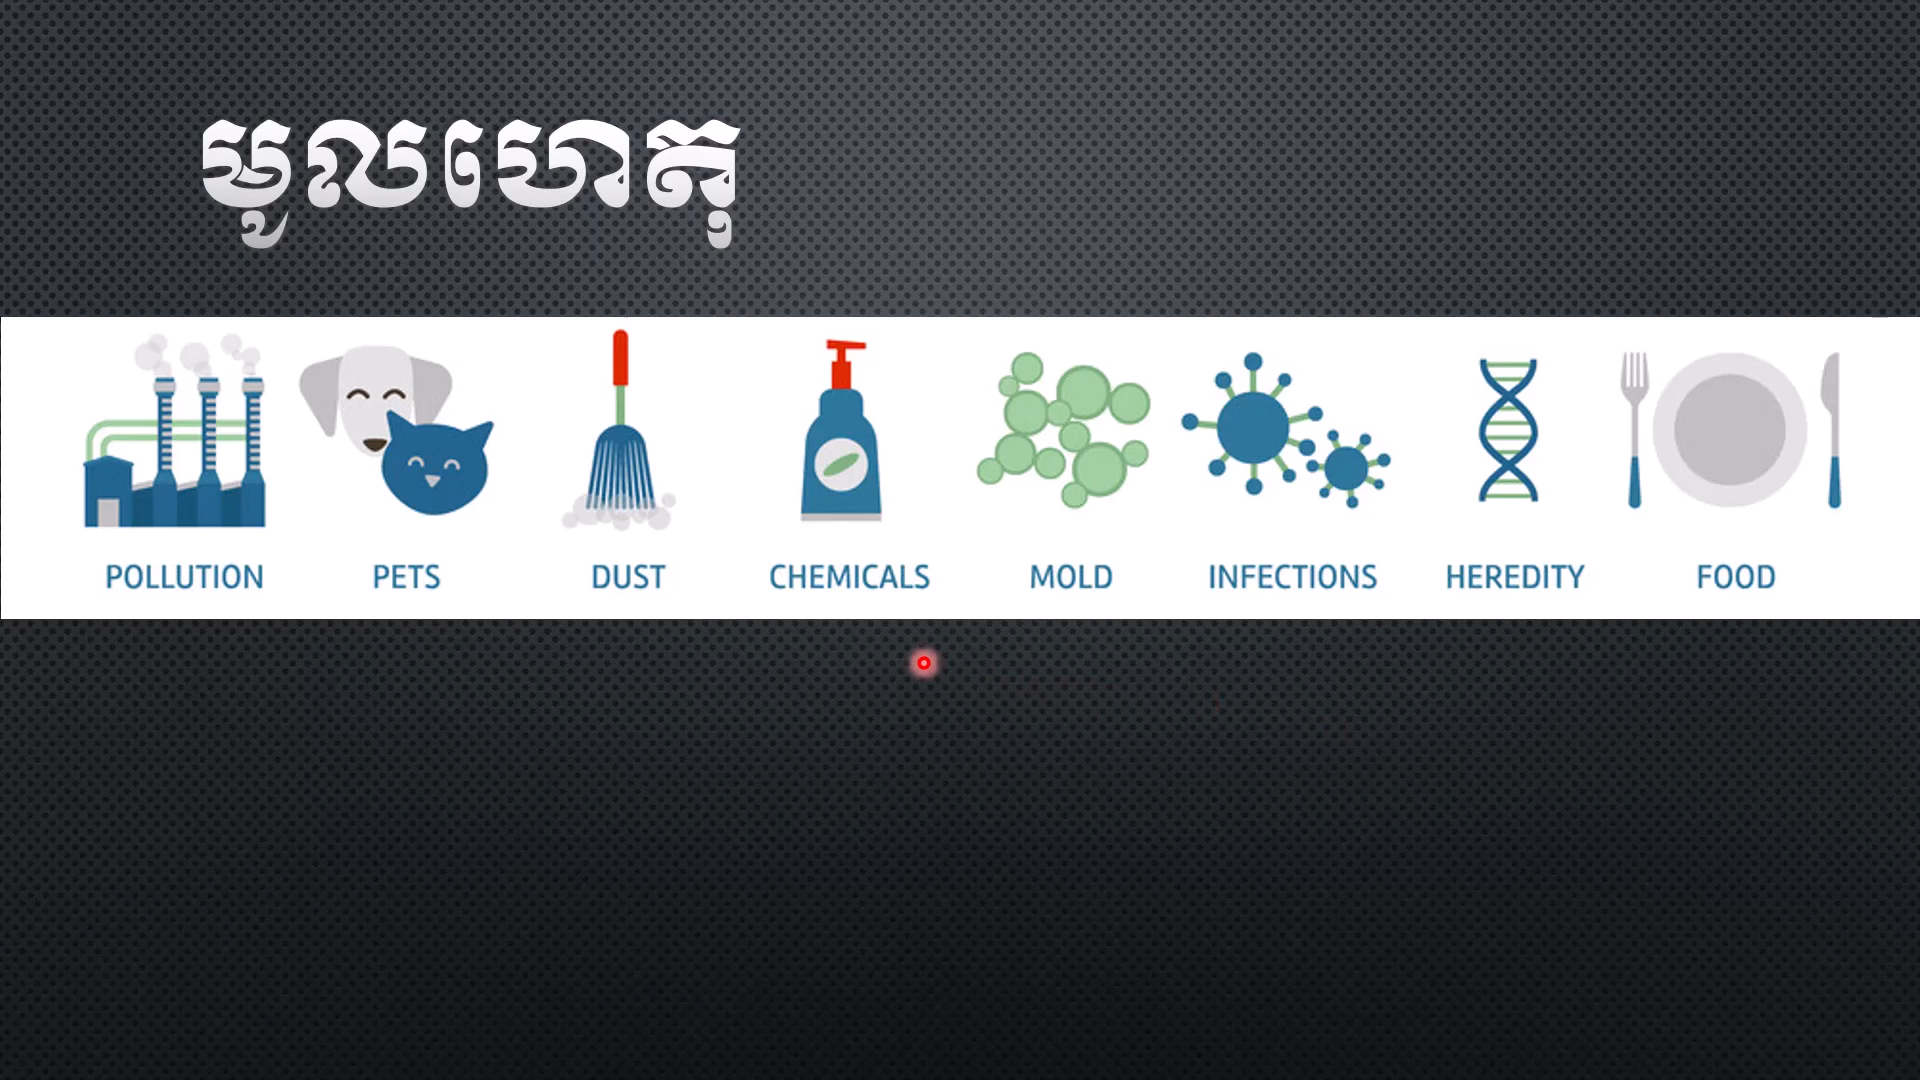 មូលហេតុ
POLLUTION PETS DUST CHEMICALS MOLD INFECTIONS HEREDITY FOOD